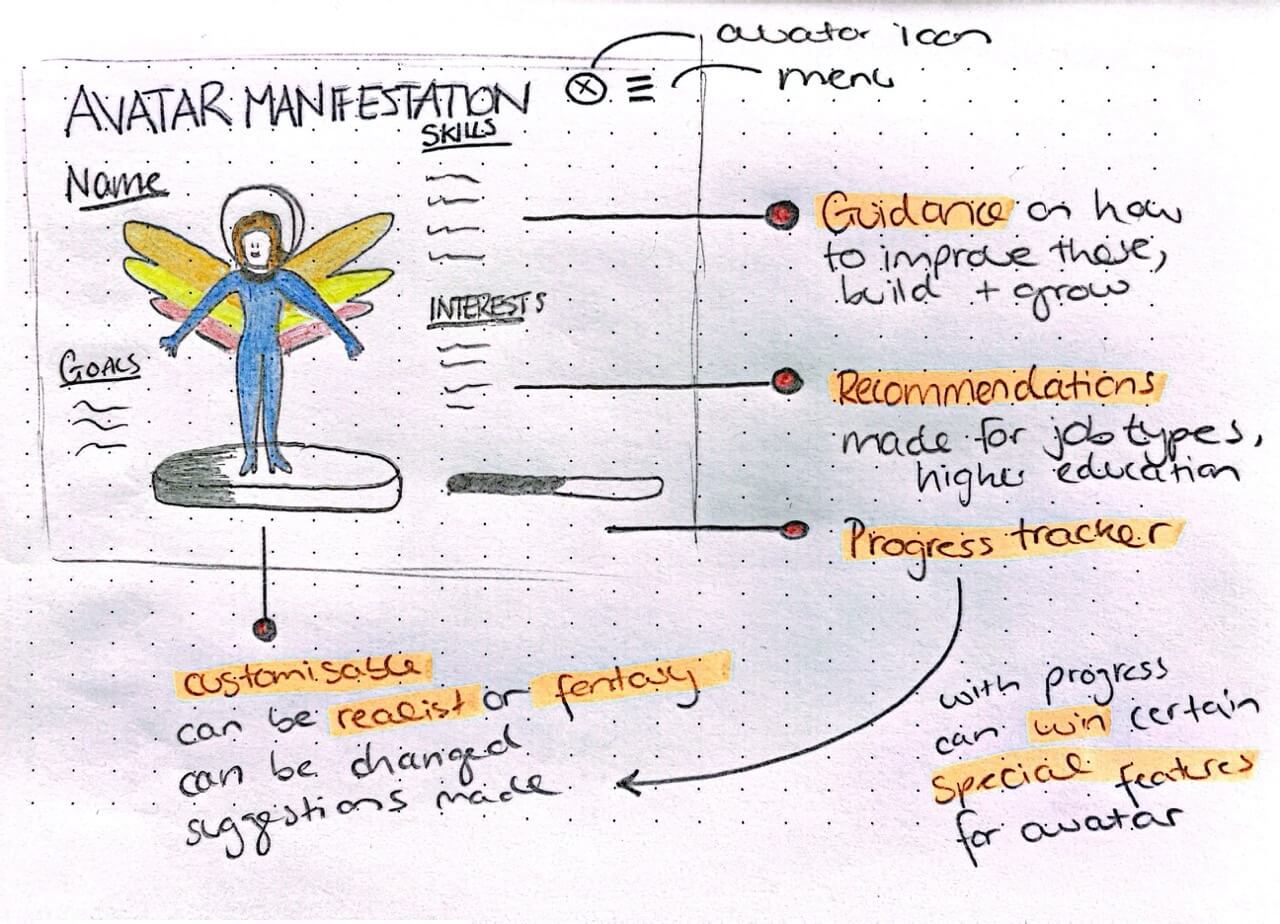 avatar icon
menu
AVATAR MANIFESTATION
SKILLS
Name
Guidance on how
to improve these,
build + grow
INTERESTS
GOALS
Recommendations
made for job types,
higher education
Progress tracker
customisable
can be realist or fentasy
can be changed
suggestions made
with progress
can win certain
special features
for avatar